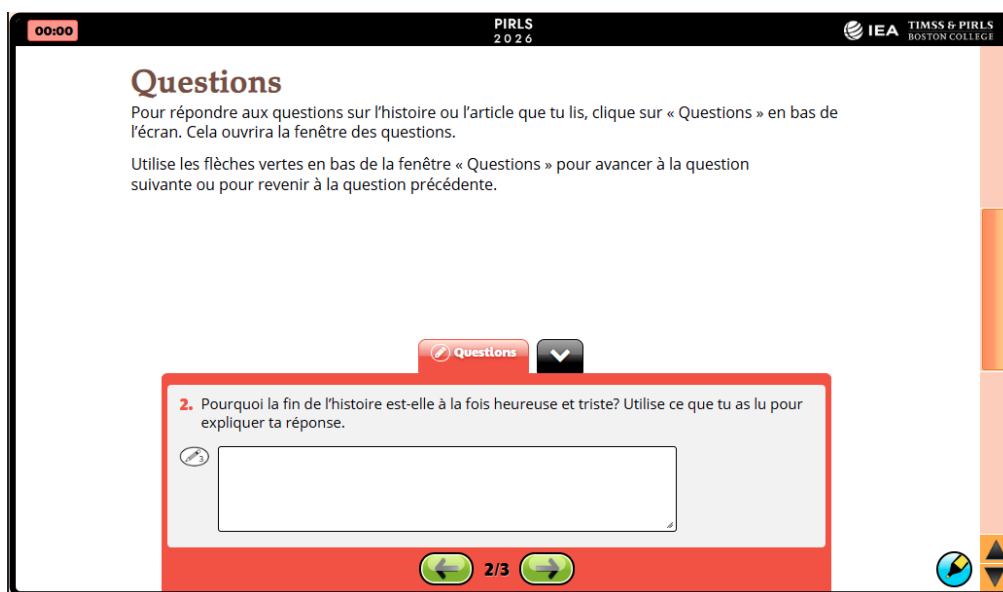 00:00
PIRLS
2026
IEA
TIMSS & PIRLS
BOSTON COLLEGE
Questions
Pour répondre aux questions sur l'histoire ou l'article que tu lis, clique sur « Questions » en bas de
l'écran. Cela ouvrira la fenêtre des questions.
Utilise les flèches vertes en bas de la fenêtre « Questions » pour avancer à la question
suivante ou pour revenir à la question précédente.
Questions
2. Pourquoi la fin de l'histoire est-elle à la fois heureuse et triste? Utilise ce que tu as lu pour
expliquer ta réponse.
3
2/3